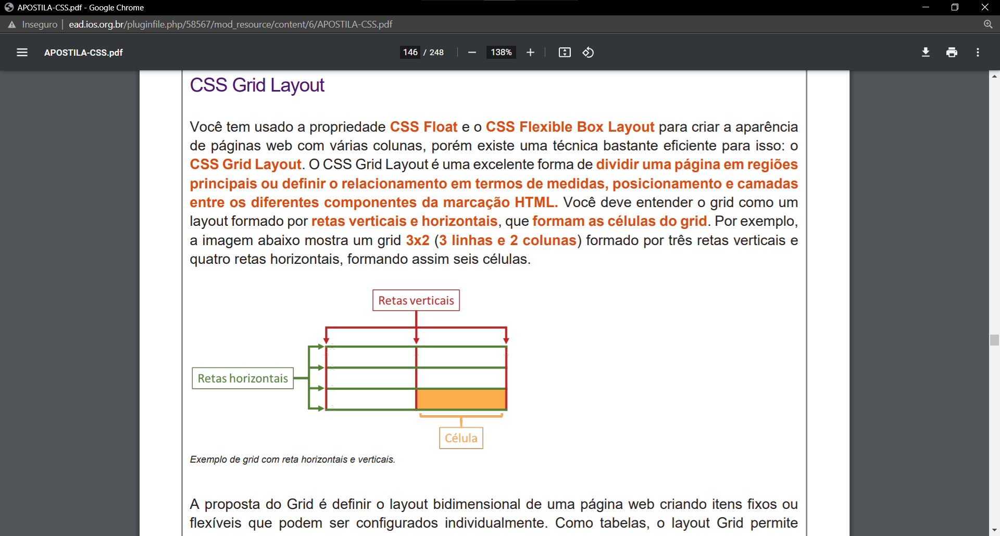 APOSTILA-CSS.pdf - Google Chrome
Inseguro
ead.ios.org.br/pluginfile.php/58567/mod_resource/content/6/APOSTILA-CSS.pdf
APOSTILA-CSS.pdf
146 / 248
138%
CSS Grid Layout
Você tem usado a propriedade CSS Float e o CSS Flexible Box Layout para criar a aparência
de páginas web com várias colunas, porém existe uma técnica bastante eficiente para isso: o
CSS Grid Layout. O CSS Grid Layout é uma excelente forma de dividir uma página em regiões
principais ou definir o relacionamento em termos de medidas, posicionamento e camadas
entre os diferentes componentes da marcação HTML. Você deve entender o grid como um
layout formado por retas verticais e horizontais, que formam as células do grid. Por exemplo,
a imagem abaixo mostra um grid 3x2 (3 linhas e 2 colunas) formado por três retas verticais e
quatro retas horizontais, formando assim seis células.
Retas verticais
Retas horizontais
Célula
Exemplo de grid com reta horizontais e verticais.
A proposta do Grid é definir o layout bidimensional de uma página web criando itens fixos ou
flexíveis que podem ser configurados individualmente. Como tabelas, o layout Grid permite